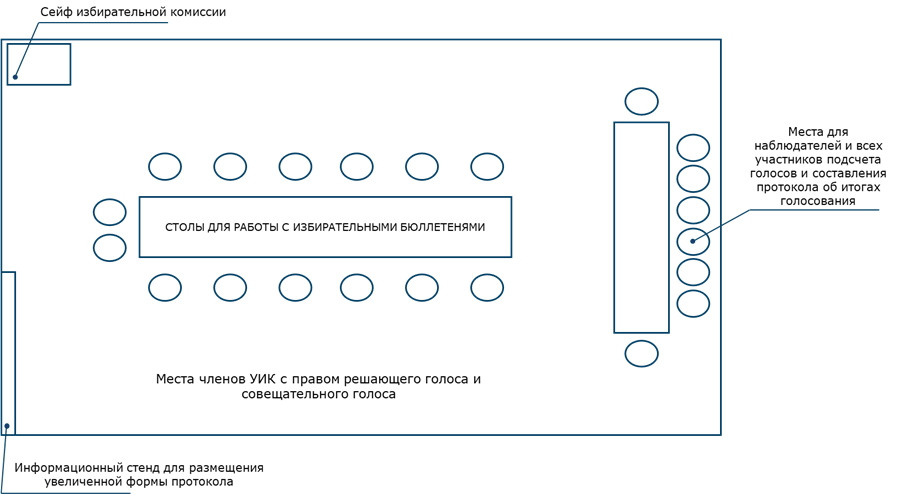 Сейф избирательной комиссии
Места для
наблюдателей и всех
участников подсчета
голосов и составления
протокола об итогах
голосования
СТОЛЫ ДЛЯ РАБОТЫ С ИЗБИРАТЕЛЬНЫМИ БЮЛЛЕТЕНЯМИ
Места членов УИК с правом решающего голоса и
совещательного голоса
Информационный стенд для размещения
увеличенной формы протокола